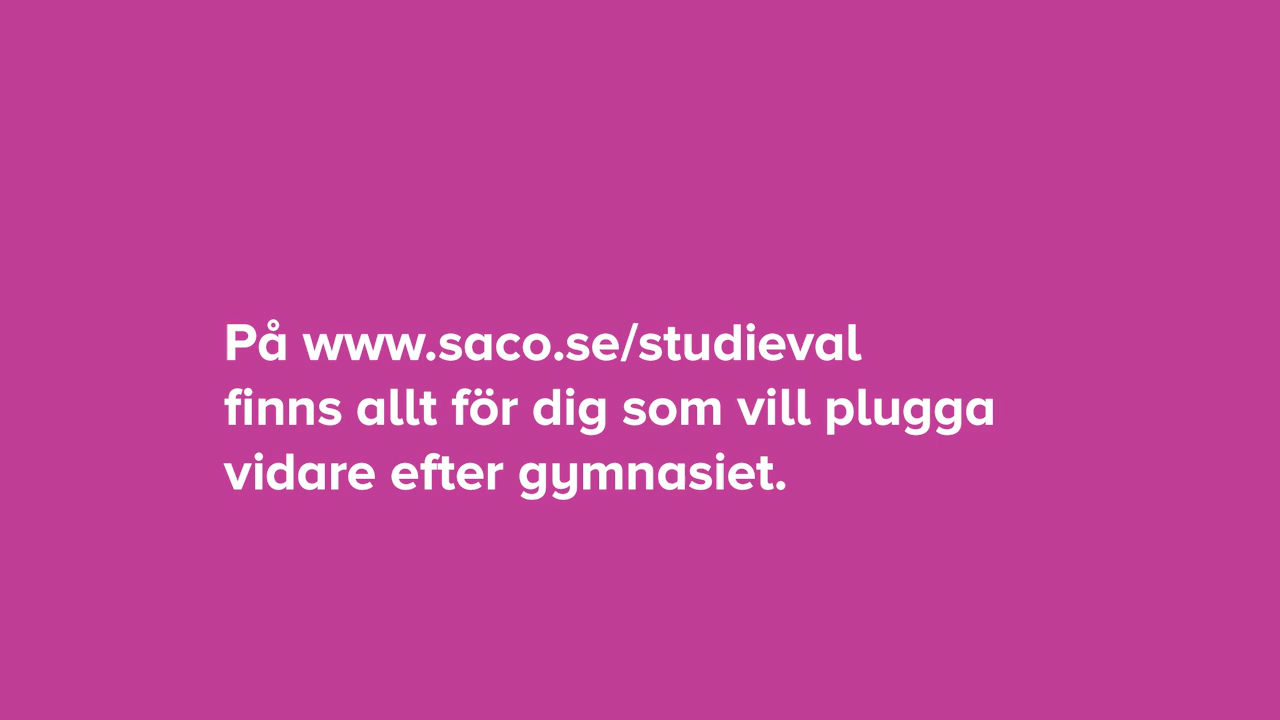 På www.saco.se/studieval
finns allt för dig som vill plugga
vidare efter gymnasiet.